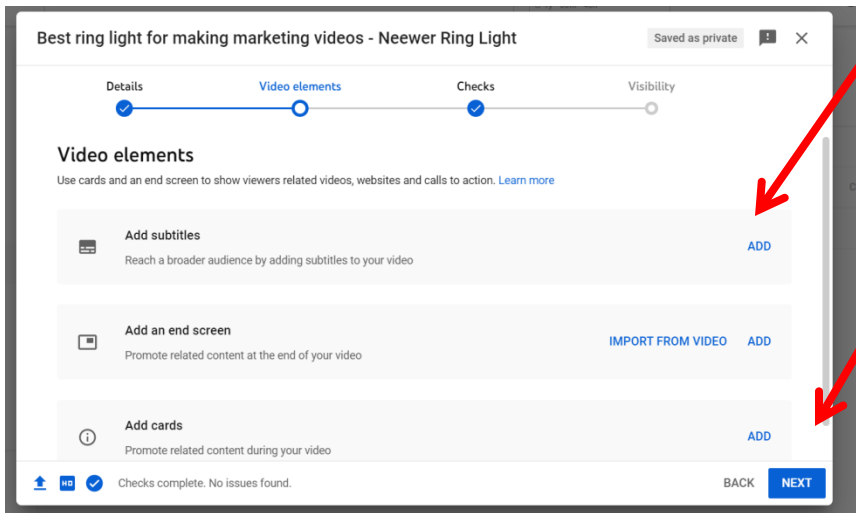 Best ring light for making marketing videos - Neewer Ring Light
Saved as private
Details
Video elements
Checks
Visibility
Video elements
Use cards and an end screen to show viewers related videos, websites and calls to action. Learn more
Add subtitles
Reach a broader audience by adding subtitles to your video
ADD
Add an end screen
Promote related content at the end of your video
IMPORT FROM VIDEO ADD
Add cards
Promote related content during your video
ADD
HD
Checks complete. No issues found.
BACK NEXT